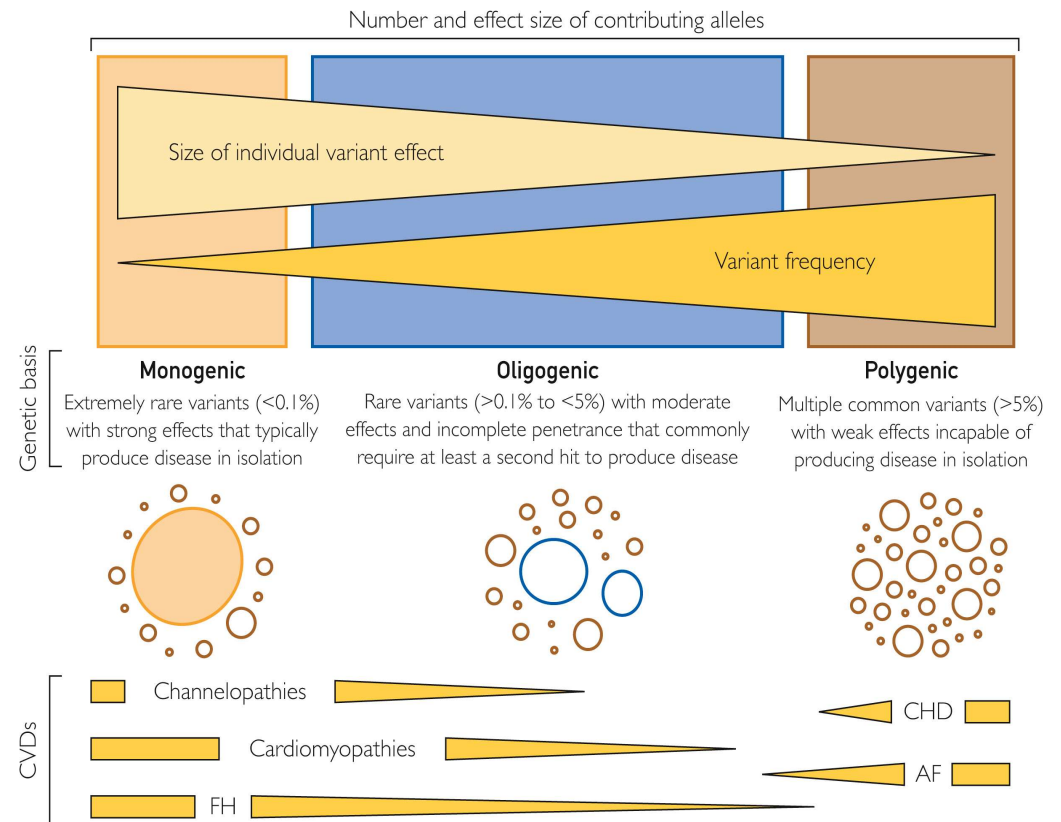 Number and effect size of contributing alleles
Size of individual variant effect
Variant frequency
Genetic basis
Monogenic
Extremely rare variants (<0.1%)
with strong effects that typically
produce disease in isolation
Oligogenic
Rare variants (>0.1% to <5%) with moderate
effects and incomplete penetrance that commonly
require at least a second hit to produce disease
Polygenic
Multiple common variants (>5%)
with weak effects incapable of
producing disease in isolation
CVDs
Channelopathies
CHD
Cardiomyopathies
AF
FH